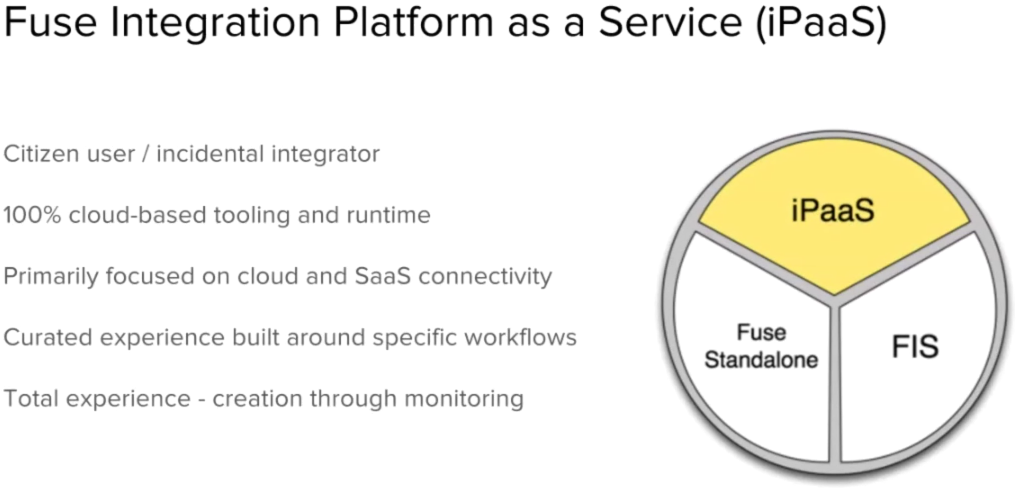 Fuse Integration Platform as a Service (iPaaS)
Citizen user / incidental integrator
100% cloud-based tooling and runtime
Primarily focused on cloud and SaaS connectivity
Curated experience built around specific workflows
Total experience - creation through monitoring
iPaaS
Fuse
Standalone
FIS